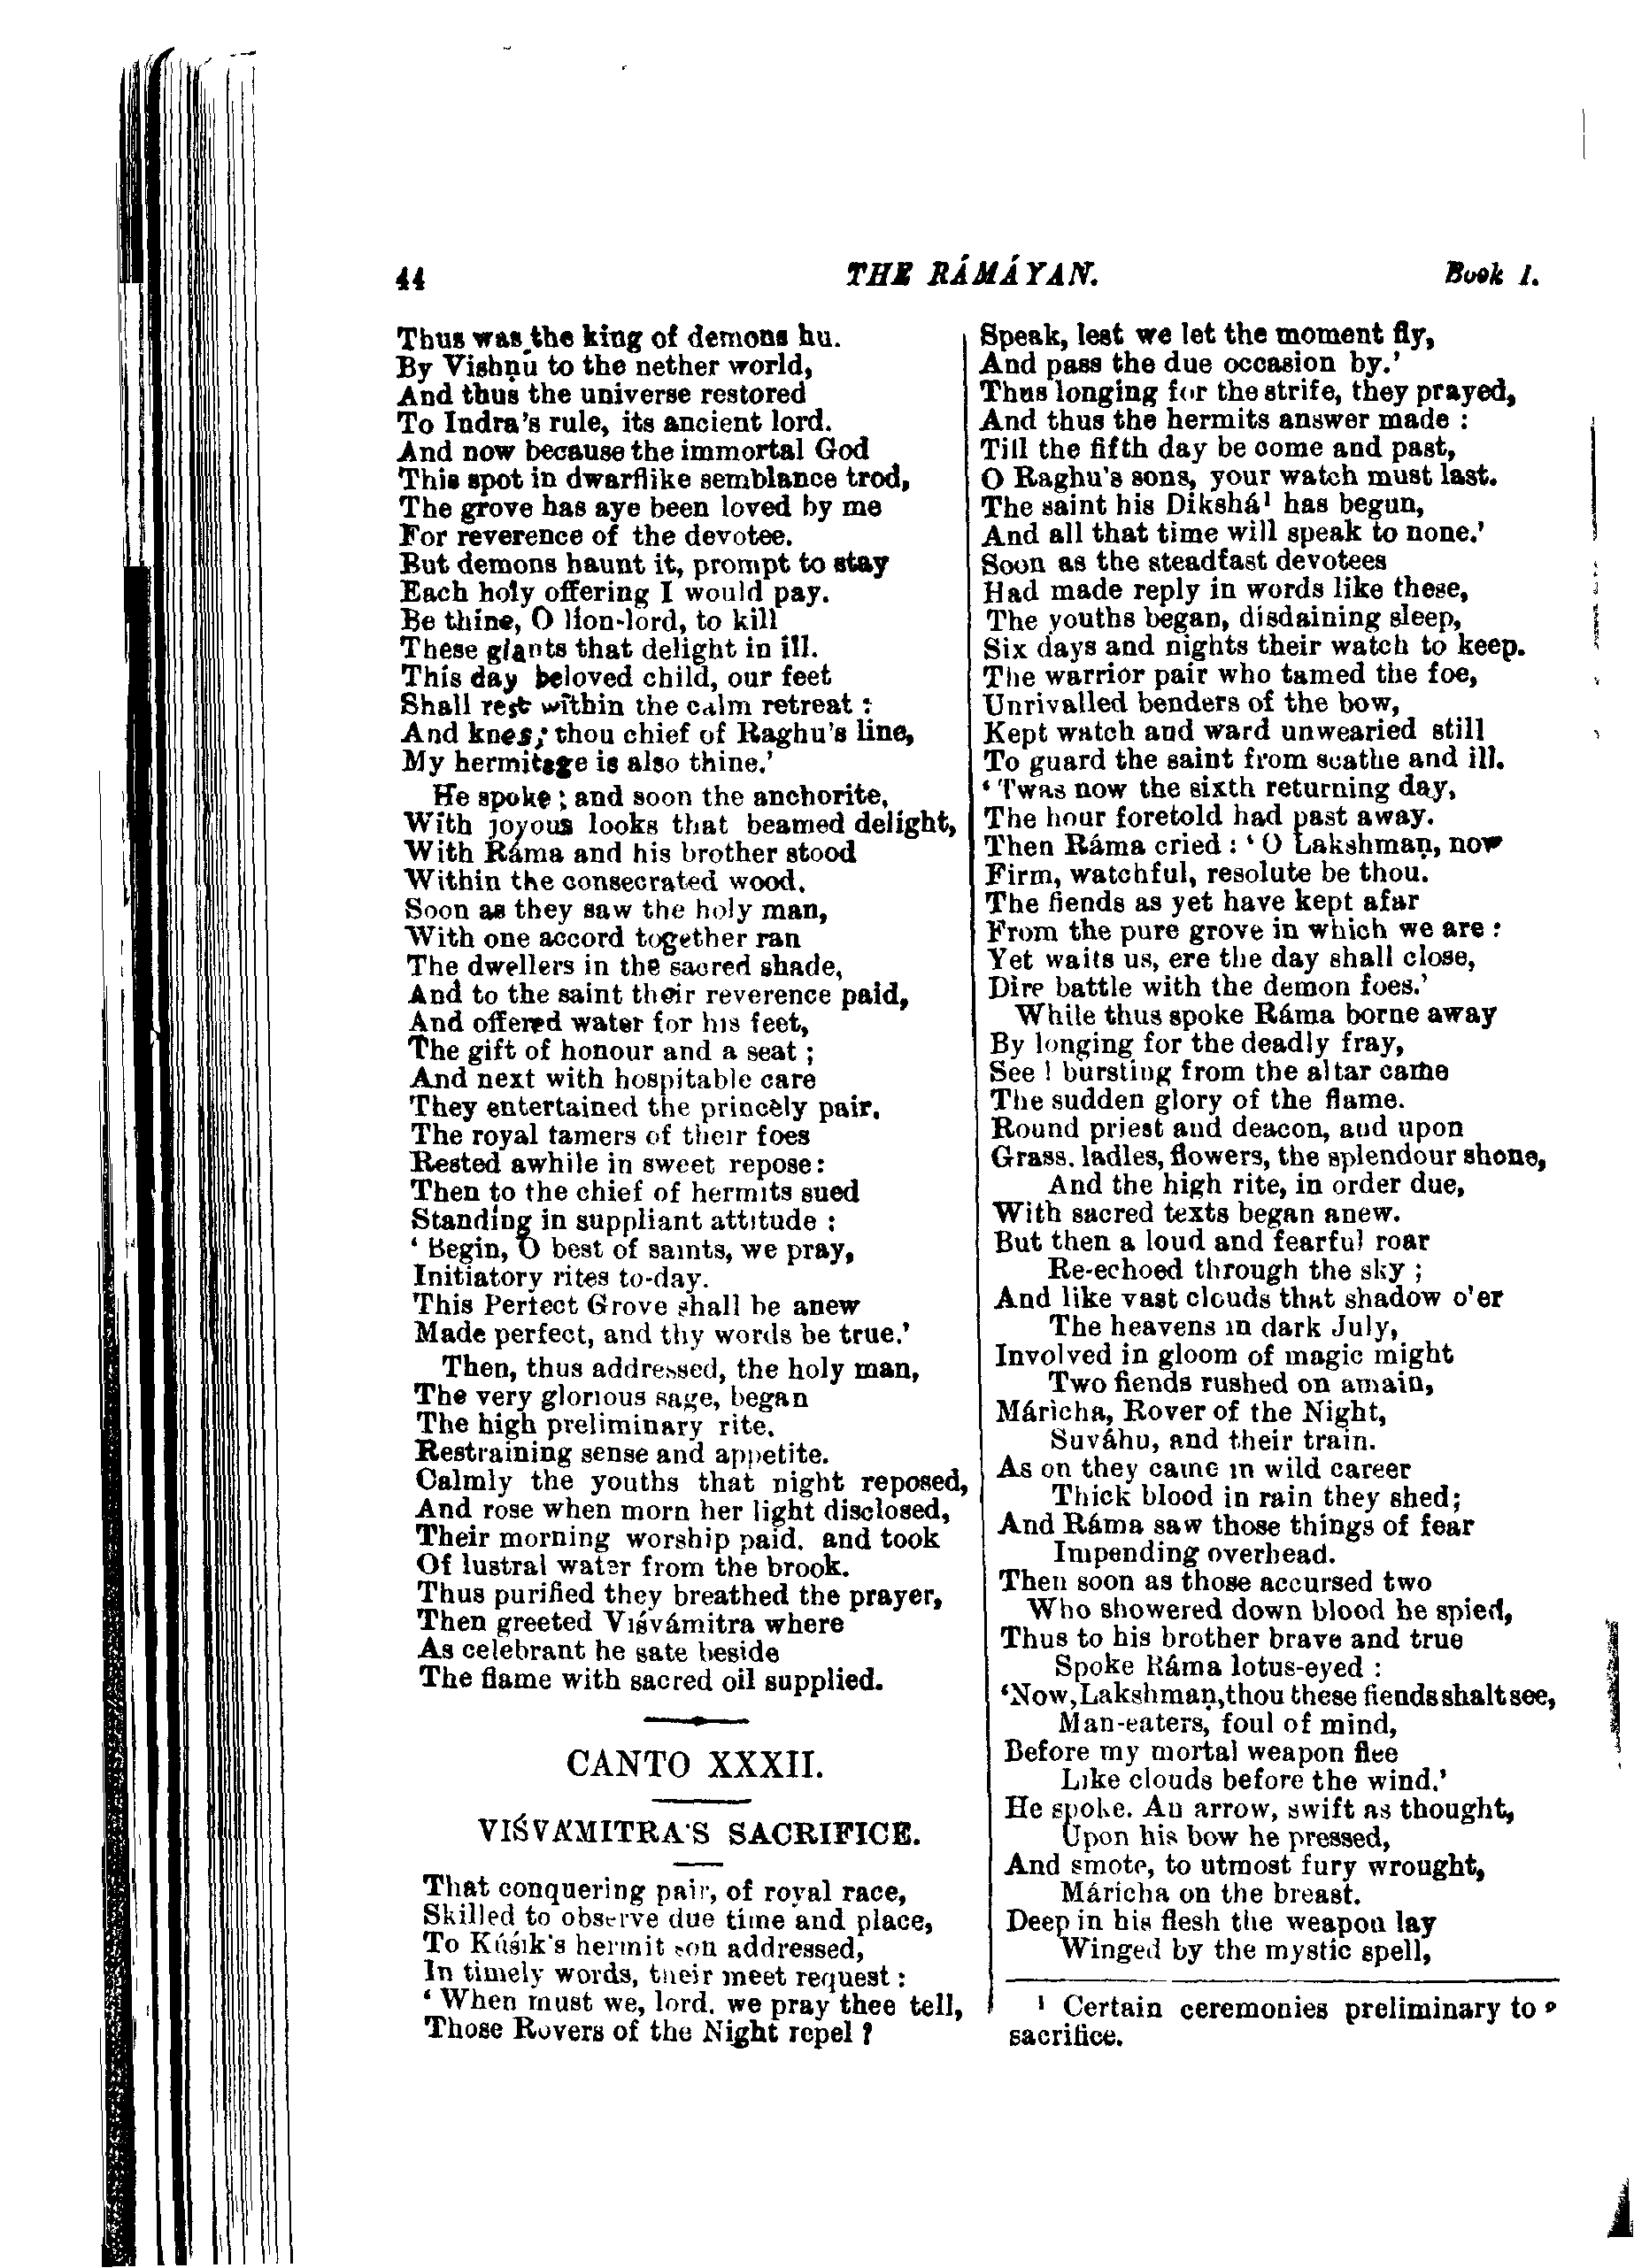 44 THE RÁMÁYAN. Book I.
Thus was the king of demons hu.
By Vishṇu to the nether world,
And thus the universe restored
To Indra's rule, its ancient lord.
And now because the immortal God
This spot in dwarflike semblance trod,
The grove has aye been loved by me
For reverence of the devotee.
But demons haunt it, prompt to stay
Each holy offering I would pay.
Be thine, O lion-lord, to kill
These giants that delight in ill.
This day beloved child, our feet
Shall rest within the calm retreat :
And know, thou chief of Raghu's line,
My hermitage is also thine.'
He spoke ; and soon the anchorite,
With joyous looks that beamed delight,
With Ráma and his brother stood
Within the consecrated wood.
Soon as they saw the holy man,
With one accord together ran
The dwellers in the sacred shade,
And to the saint their reverence paid,
And offered water for his feet,
The gift of honour and a seat ;
And next with hospitable care
They entertained the princely pair.
The royal tamers of their foes
Rested awhile in sweet repose:
Then to the chief of hermits sued
Standing in suppliant attitude :
' Begin, O best of saints, we pray,
Initiatory rites to-day.
This Perfect Grove shall be anew
Made perfect, and thy words be true.'
Then, thus addressed, the holy man,
The very glorious sage, began
The high preliminary rite.
Restraining sense and appetite.
Calmly the youths that night reposed,
And rose when morn her light disclosed,
Their morning worship paid. and took
Of lustral water from the brook.
Thus purified they breathed the prayer,
Then greeted Viśvámitra where
As celebrant he sate beside
The flame with sacred oil supplied.
CANTO XXXII.
VIŚVÁMITRA'S SACRIFICE.
That conquering pair, of royal race,
Skilled to observe due time and place,
To Kúśik's hermit son addressed,
In timely words, their meet request :
' When must we, lord. we pray thee tell,
Those Rovers of the Night repel ?
Speak, lest we let the moment fly,
And pass the due occasion by.'
Thus longing for the strife, they prayed,
And thus the hermits answer made :
Till the fifth day be come and past,
O Raghu's sons, your watch must last.
The saint his Dikshá¹ has begun,
And all that time will speak to none.'
Soon as the steadfast devotees
Had made reply in words like these,
The youths began, disdaining sleep,
Six days and nights their watch to keep.
The warrior pair who tamed the foe,
Unrivalled benders of the bow,
Kept watch and ward unwearied still
To guard the saint from scathe and ill.
' Twas now the sixth returning day,
The hour foretold had past away.
Then Ráma cried : ' O Lakshmaṇ, now
Firm, watchful, resolute be thou.
The fiends as yet have kept afar
From the pure grove in which we are :
Yet waits us, ere the day shall close,
Dire battle with the demon foes.'
While thus spoke Ráma borne away
By longing for the deadly fray,
See ! bursting from the altar came
The sudden glory of the flame.
Round priest and deacon, and upon
Grass. ladles, flowers, the splendour shone,
And the high rite, in order due,
With sacred texts began anew.
But then a loud and fearful roar
Re-echoed through the sky ;
And like vast clouds that shadow o'er
The heavens in dark July,
Involved in gloom of magic might
Two fiends rushed on amain,
Márícha, Rover of the Night,
Suváhu, and their train.
As on they came in wild career
Thick blood in rain they shed;
And Ráma saw those things of fear
Impending overhead.
Then soon as those accursed two
Who showered down blood he spied,
Thus to his brother brave and true
Spoke Ráma lotus-eyed :
'Now, Lakshmaṇ, thou these fiends shalt see,
Man-eaters, foul of mind,
Before my mortal weapon flee
Like clouds before the wind.'
He spoke. An arrow, swift as thought,
Upon his bow he pressed,
And smote, to utmost fury wrought,
Márícha on the breast.
Deep in his flesh the weapon lay
Winged by the mystic spell,
¹ Certain ceremonies preliminary to
sacrifice.